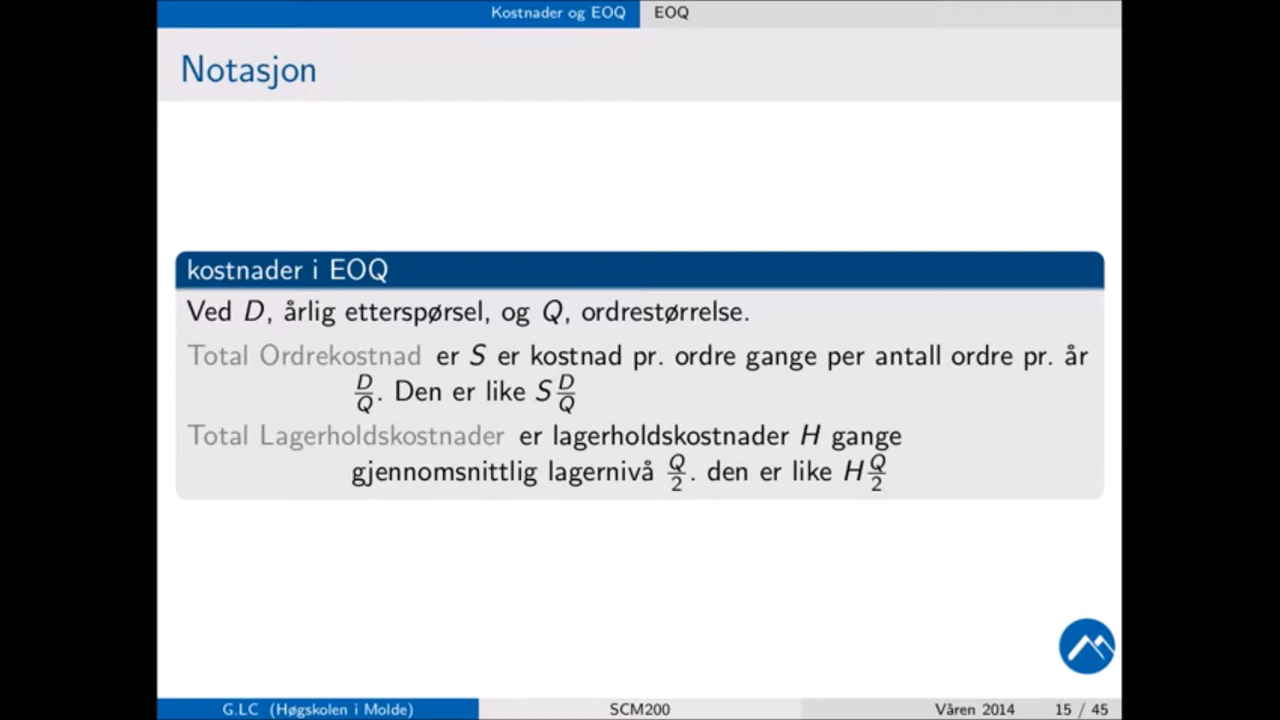 Kostnader og EOQ EOQ
Notasjon
kostnader i EOQ
Ved D, årlig etterspørsel, og Q, ordrestørrelse.
Total Ordrekostnad er S er kostnad pr. ordre gange per antall ordre pr. år
D/Q. Den er like S D/Q
Total Lagerholdskostnader er lagerholdskostnader H gange
gjennomsnittlig lagernivå Q/2. den er like H Q/2
G.LC (Høgskolen i Molde) SCM200 Våren 2014 15 / 45